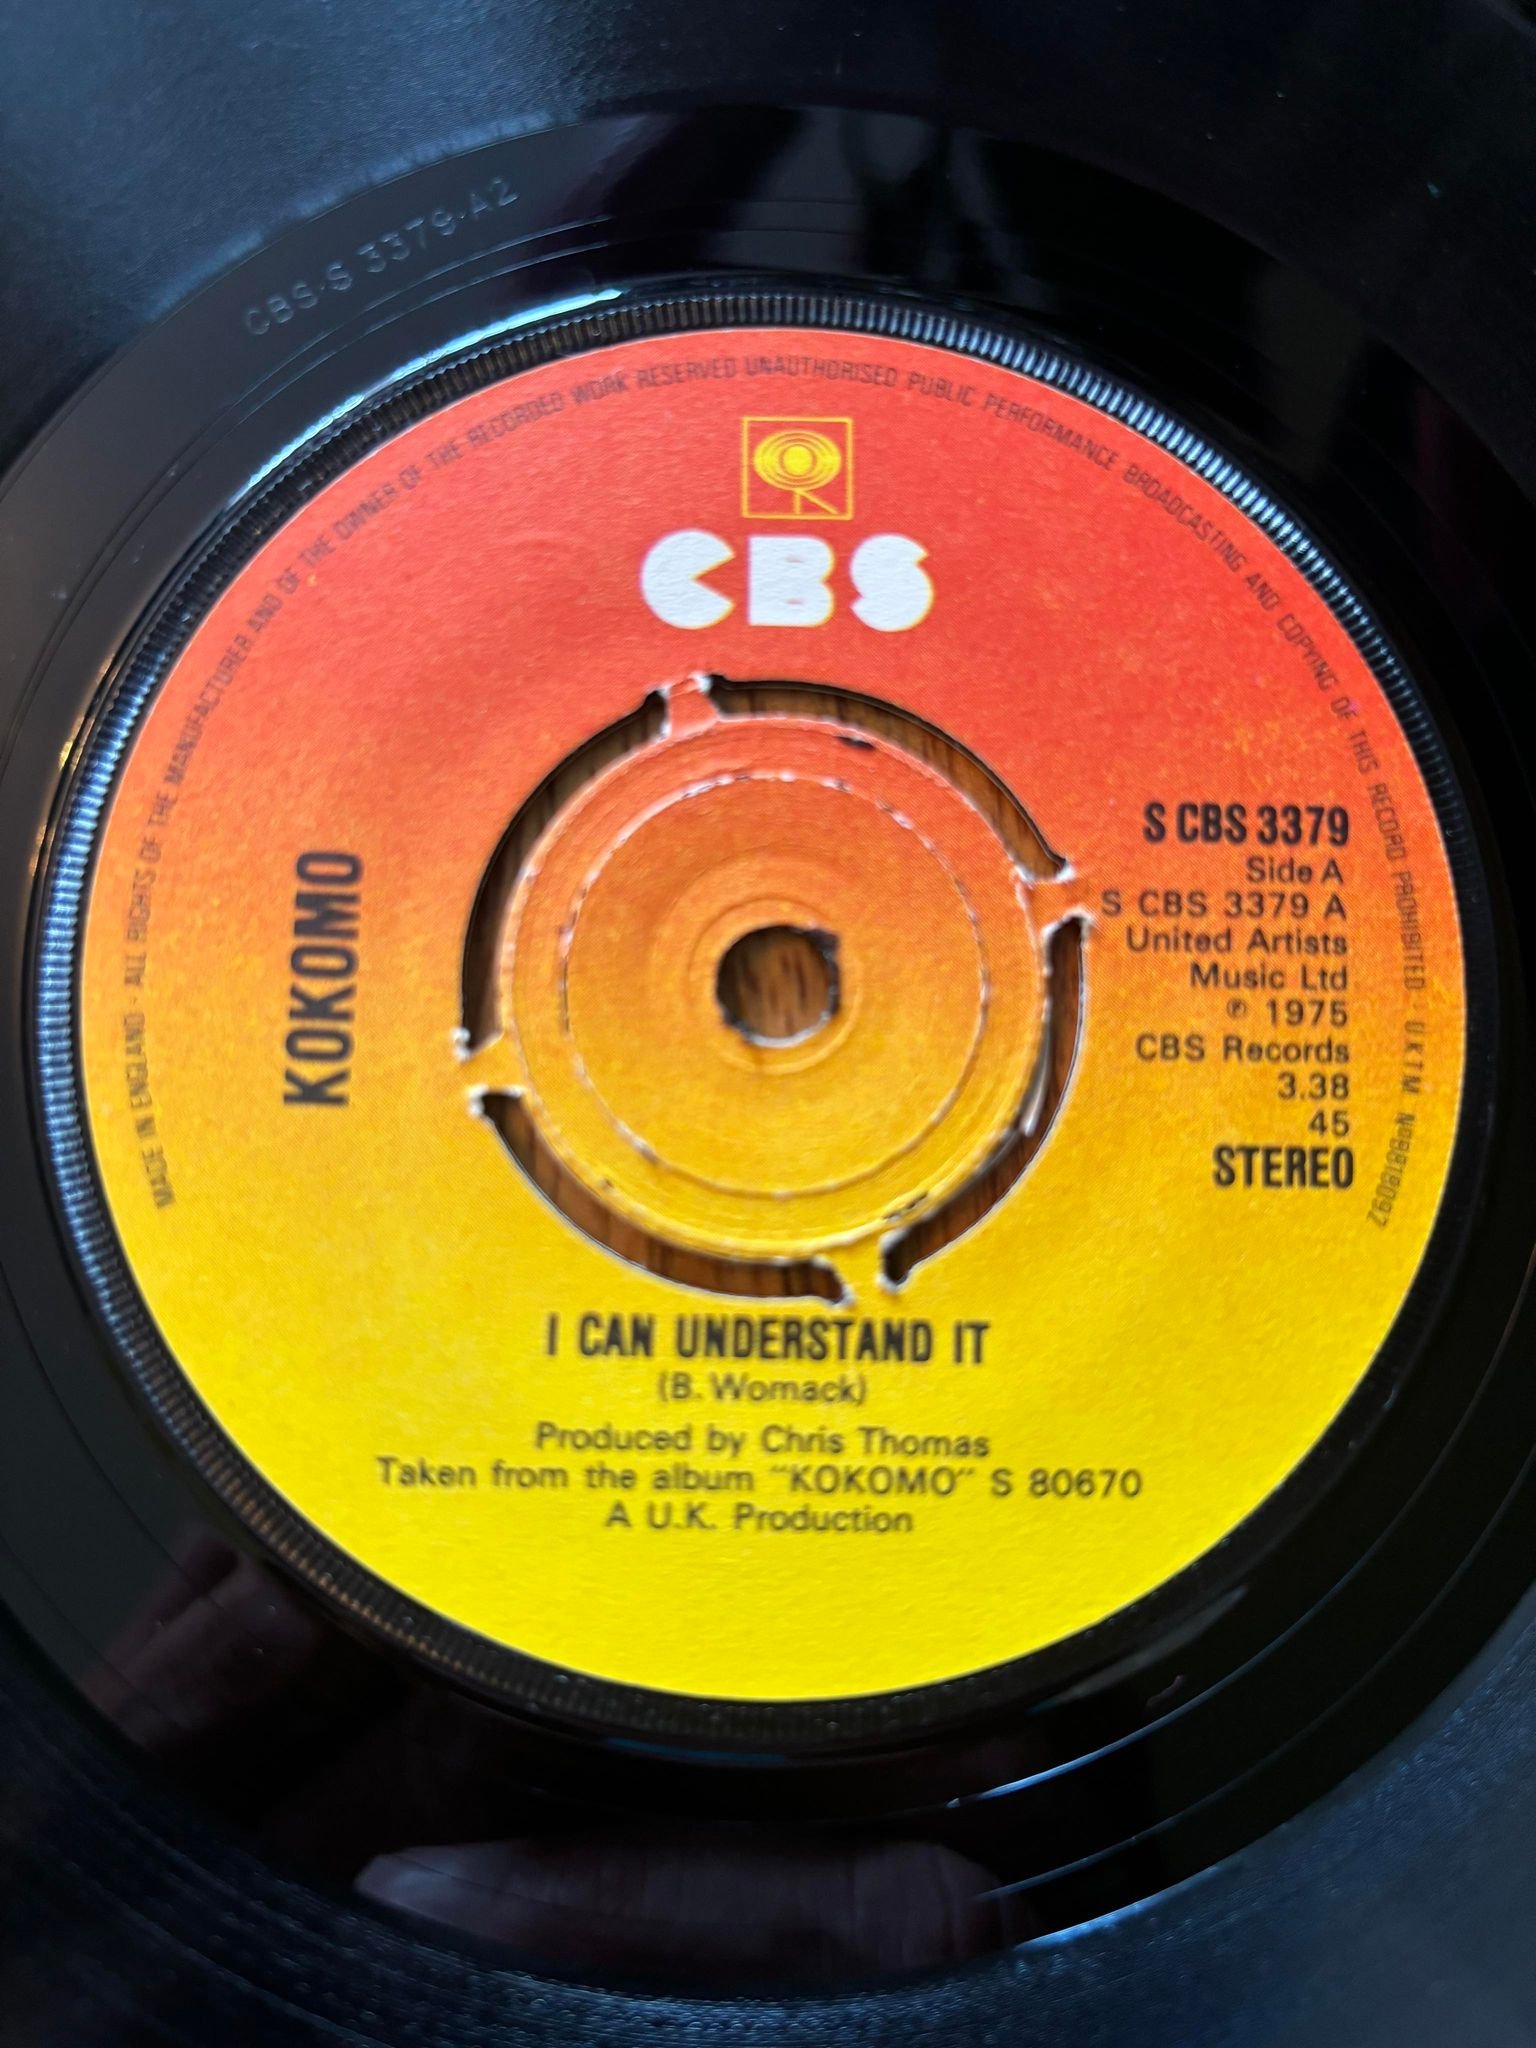 CBS-S 3379-A2
MADE IN ENGLAND · ALL RIGHTS OF THE MANUFACTURER AND OF THE OWNER OF THE RECORDED WORK RESERVED UNAUTHORISED PUBLIC PERFORMANCE BROADCASTING AND COPYING OF THIS RECORD PROHIBITED · UKTM No981809Z
CBS
KOKOMO
S CBS 3379
Side A
S CBS 3379 A
United Artists
Music Ltd
℗ 1975
CBS Records
3.38
45
STEREO
I CAN UNDERSTAND IT
(B. Womack)
Produced by Chris Thomas
Taken from the album "KOKOMO" S 80670
A U.K. Production